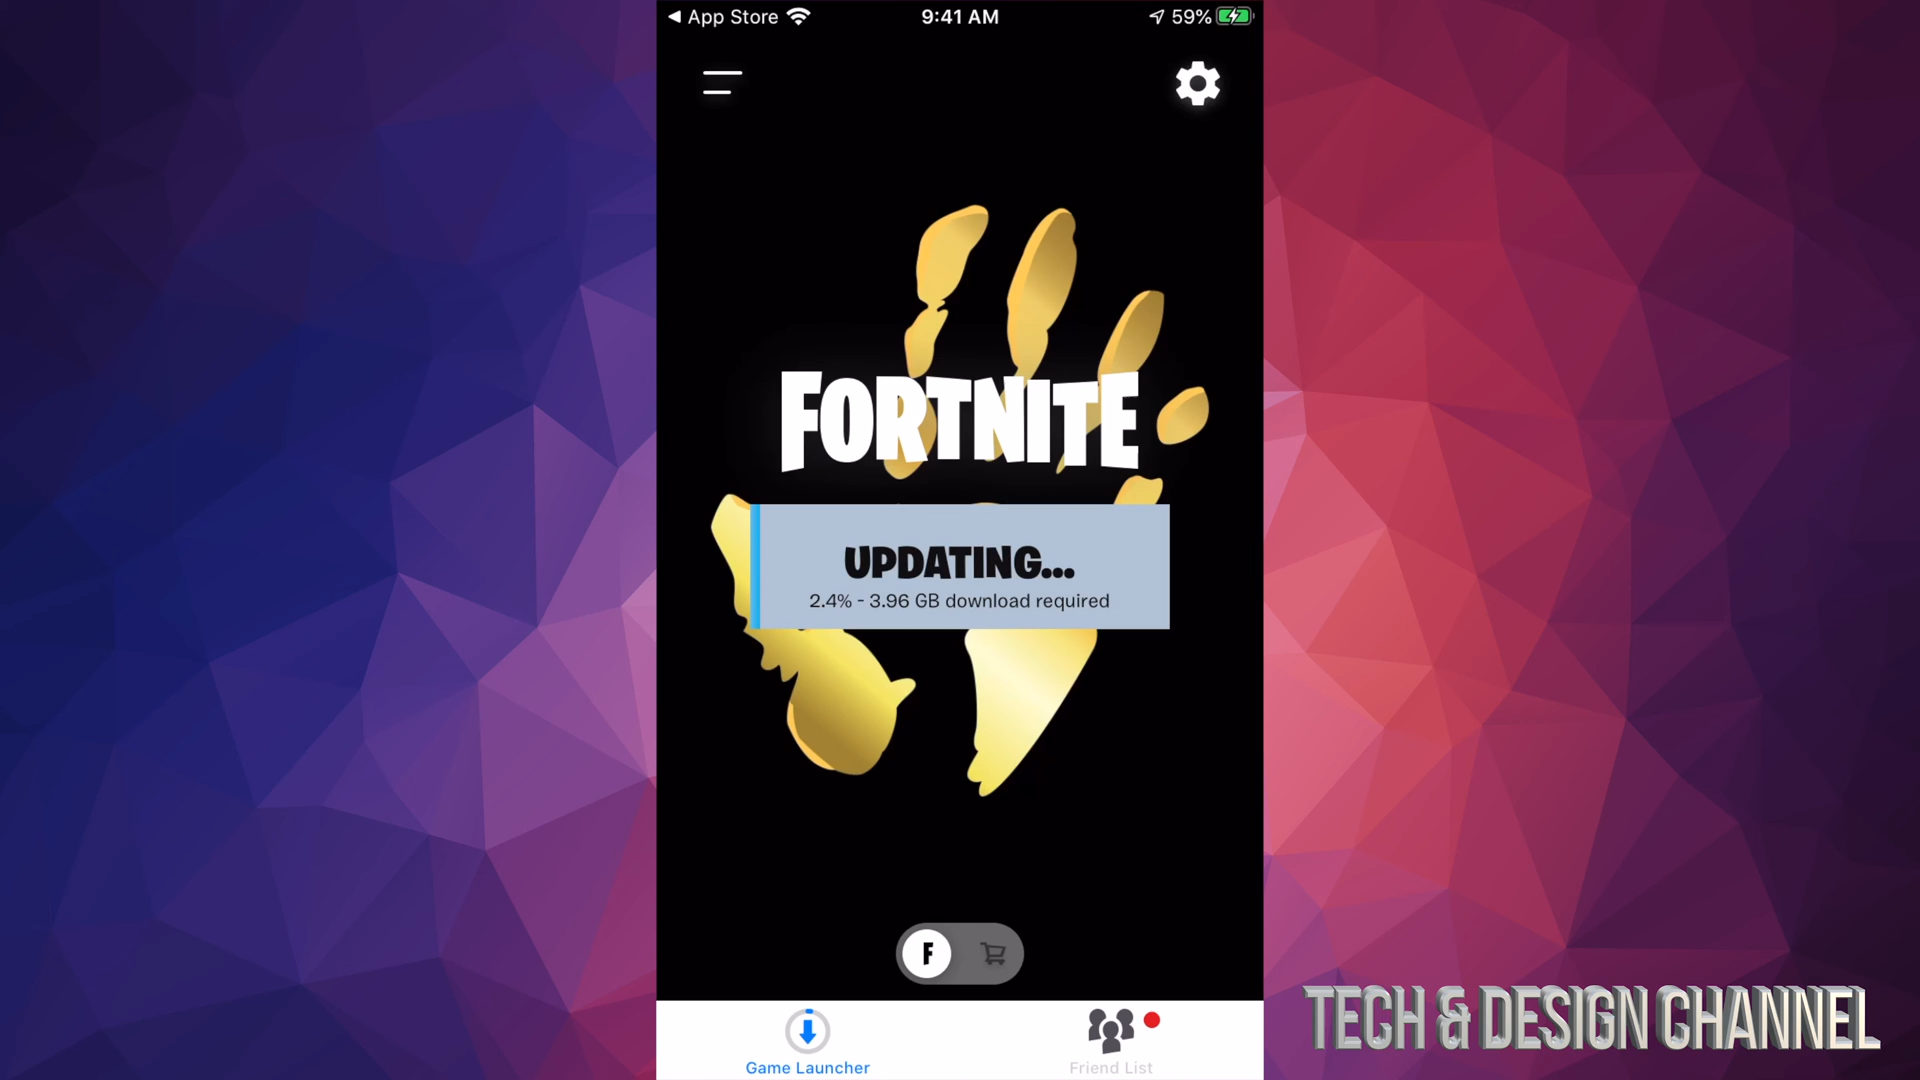 App Store
9:41 AM
59%
FORTNITE
UPDATING...
2.4% - 3.96 GB download required
F
Game Launcher
Friend List
TECH & DESIGN CHANNEL